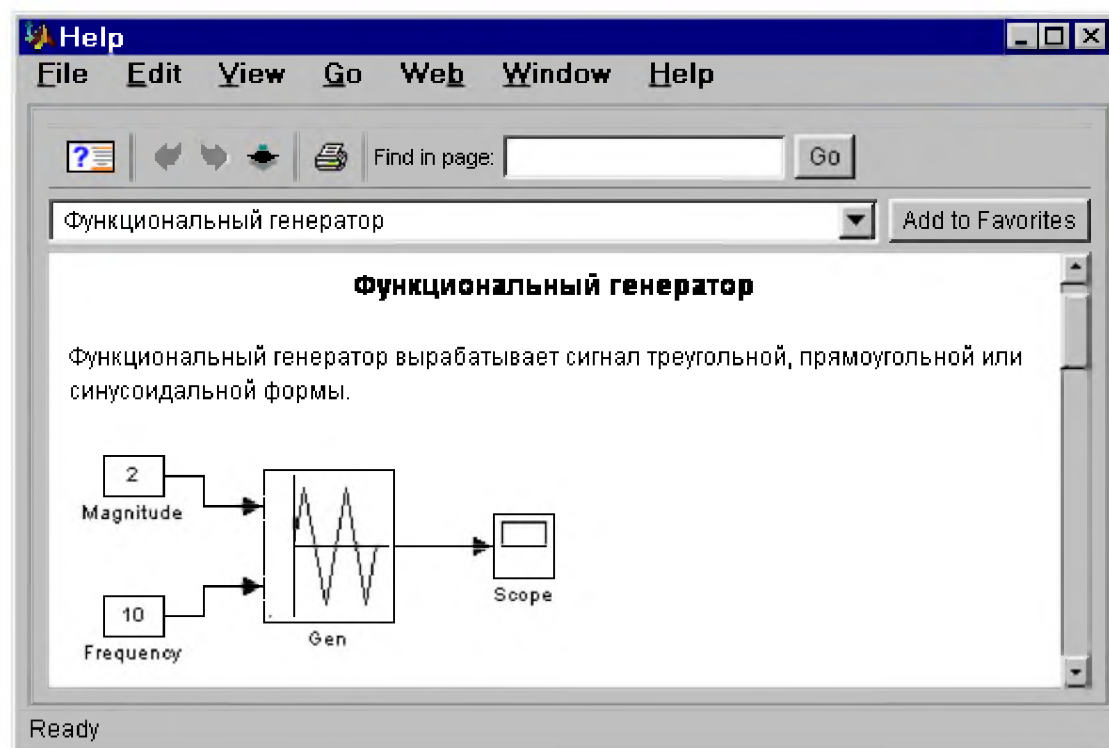 Help
File Edit View Go Web Window Help
Find in page: Go
Функциональный генератор Add to Favorites
Функциональный генератор
Функциональный генератор вырабатывает сигнал треугольной, прямоугольной или
синусоидальной формы.
2
Magnitude
10
Frequency
Gen
Scope
Ready